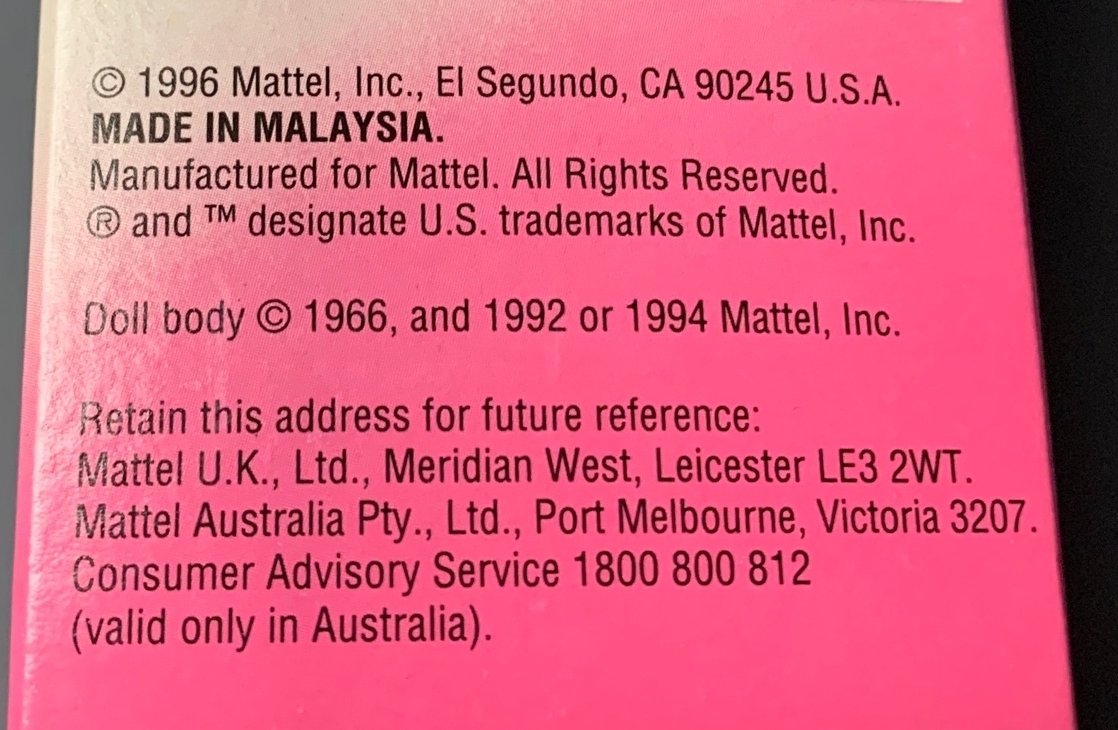 © 1996 Mattel, Inc., El Segundo, CA 90245 U.S.A.
MADE IN MALAYSIA.
Manufactured for Mattel. All Rights Reserved.
® and ™ designate U.S. trademarks of Mattel, Inc.
Doll body © 1966, and 1992 or 1994 Mattel, Inc.
Retain this address for future reference:
Mattel U.K., Ltd., Meridian West, Leicester LE3 2WT.
Mattel Australia Pty., Ltd., Port Melbourne, Victoria 3207.
Consumer Advisory Service 1800 800 812
(valid only in Australia).